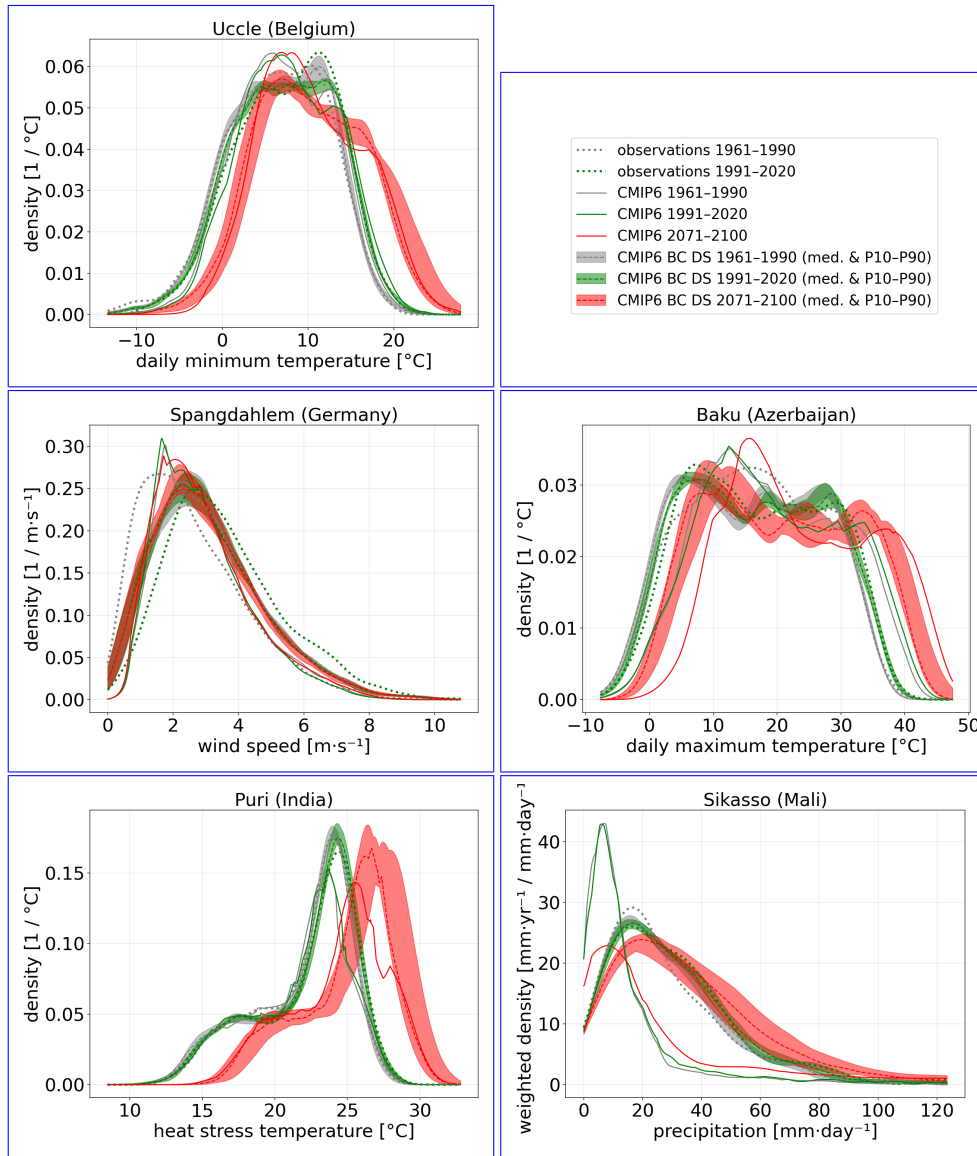 Uccle (Belgium)
density [1 / °C]
0.06
0.05
0.04
0.03
0.02
0.01
0.00
−10 0 10 20
daily minimum temperature [°C]
observations 1961–1990
observations 1991–2020
CMIP6 1961–1990
CMIP6 1991–2020
CMIP6 2071–2100
CMIP6 BC DS 1961–1990 (med. & P10–P90)
CMIP6 BC DS 1991–2020 (med. & P10–P90)
CMIP6 BC DS 2071–2100 (med. & P10–P90)
Spangdahlem (Germany)
density [1 / m·s⁻¹]
0.30
0.25
0.20
0.15
0.10
0.05
0.00
0 2 4 6 8 10
wind speed [m·s⁻¹]
Baku (Azerbaijan)
density [1 / °C]
0.03
0.02
0.01
0.00
−10 0 10 20 30 40 50
daily maximum temperature [°C]
Puri (India)
density [1 / °C]
0.15
0.10
0.05
0.00
10 15 20 25 30
heat stress temperature [°C]
Sikasso (Mali)
weighted density [mm·yr⁻¹ / mm·day⁻¹
40
30
20
10
0
0 20 40 60 80 100 120
precipitation [mm·day⁻¹]